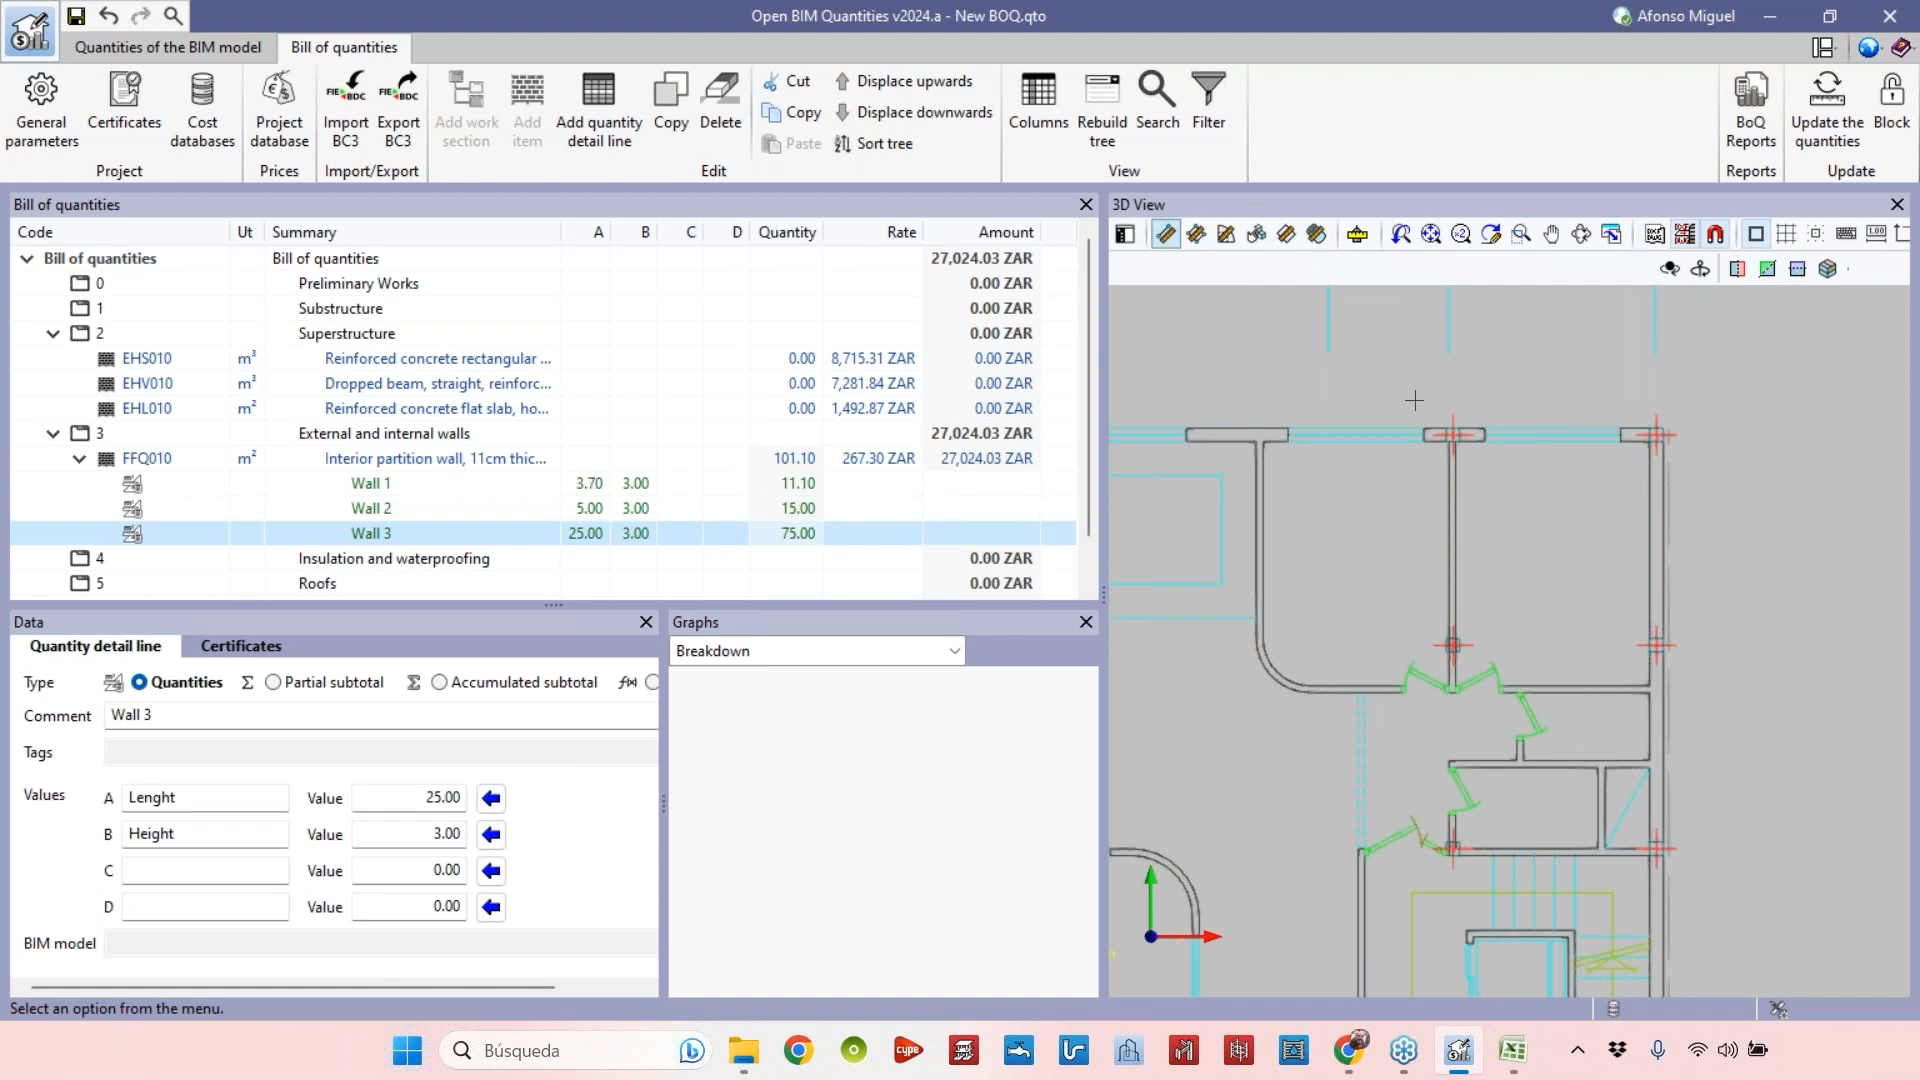 Open BIM Quantities v2024.a - New BOQ.qto
Afonso Miguel
Quantities of the BIM model
Bill of quantities
General parameters
Certificates
Cost databases
Project database
Import BC3
Export BC3
Add work section
Add item
Add quantity detail line
Copy
Delete
Cut
Copy
Paste
Displace upwards
Displace downwards
Sort tree
Columns
Rebuild tree
Search
Filter
BoQ Reports
Update the quantities
Block
Project
Prices
Import/Export
Edit
View
Reports
Update
Bill of quantities
3D View
Code Ut Summary A B C D Quantity Rate Amount
Bill of quantities Bill of quantities 27,024.03 ZAR
0 Preliminary Works 0.00 ZAR
1 Substructure 0.00 ZAR
2 Superstructure 0.00 ZAR
EHS010 m³ Reinforced concrete rectangular ... 0.00 8,715.31 ZAR 0.00 ZAR
EHV010 m³ Dropped beam, straight, reinforc... 0.00 7,281.84 ZAR 0.00 ZAR
EHL010 m² Reinforced concrete flat slab, ho... 0.00 1,492.87 ZAR 0.00 ZAR
3 External and internal walls 27,024.03 ZAR
FFQ010 m² Interior partition wall, 11cm thic... 101.10 267.30 ZAR 27,024.03 ZAR
Wall 1 3.70 3.00 11.10
Wall 2 5.00 3.00 15.00
Wall 3 25.00 3.00 75.00
4 Insulation and waterproofing 0.00 ZAR
5 Roofs 0.00 ZAR
Data
Quantity detail line Certificates
Type Quantities Σ Partial subtotal Σ Accumulated subtotal
Comment Wall 3
Tags
Values A Lenght Value 25.00
B Height Value 3.00
C Value 0.00
D Value 0.00
BIM model
Graphs
Breakdown
Select an option from the menu.
Búsqueda
cype